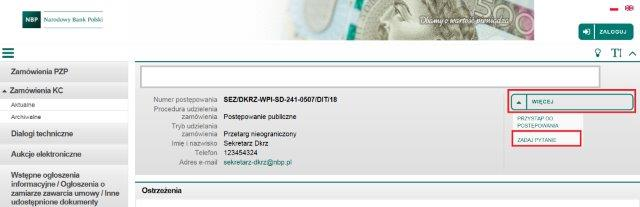 NBP Narodowy Bank Polski
Dbamy o wartość pieniądza
ZALOGUJ
T!
Zamówienia PZP
Zamówienia KC
Aktualne
Archiwalne
Dialogi techniczne
Aukcje elektroniczne
Wstępne ogłoszenia
informacyjne / Ogłoszenia o
zamiarze zawarcia umowy / Inne
udostępnione dokumenty
Numer postępowania SEZ/DKRZ-WPI-SD-241-0507/DIT/18
Procedura udzielenia
zamówienia Postępowanie publiczne
Tryb udzielania
zamówienia Przetarg nieograniczony
Imię i nazwisko Sekretarz Dkrz
Telefon 123454324
Adres e-mail sekretarz-dkrz@nbp.pl
WIĘCEJ
PRZYSTĄP DO
POSTĘPOWANIA
ZADAJ PYTANIE
Ostrzeżenia